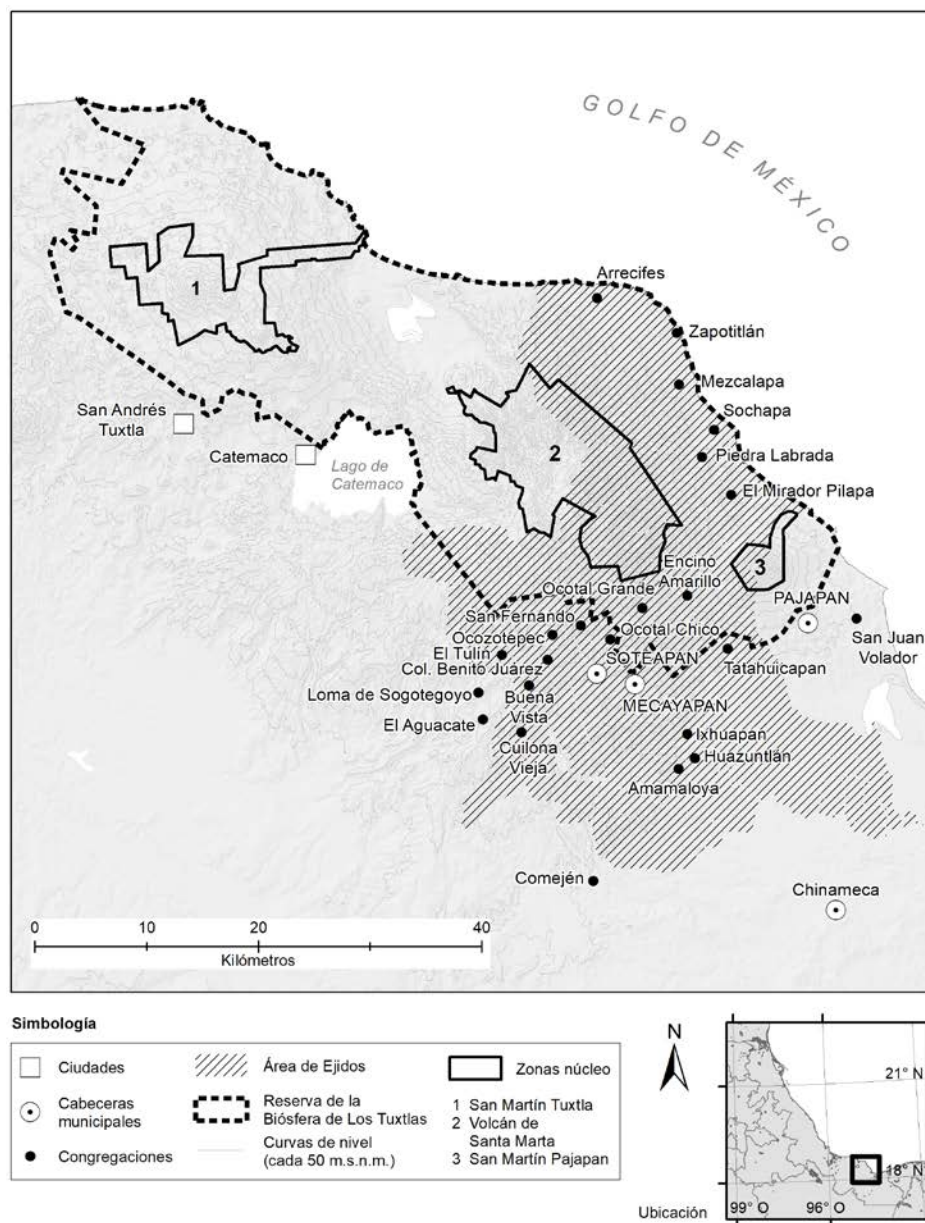 GOLFO DE MÉXICO
Arrecifes
Zapotitlán
1
Mezcalapa
San Andrés
Tuxtla
Sochapa
Catemaco
Lago de
Catemaco
2
Piedra Labrada
El Mirador Pilapa
3
Encino
Amarillo
Ocotal Grande
PAJAPAN
San Fernando
Ocotal Chico
San Juan
Volador
Ocozotepec
El Tulín
SOTEAPAN
Tatahuicapan
Col. Benito Juárez
Loma de Sogotegoyo
Buena
Vista
MECAYAPAN
El Aguacate
Cuilona
Vieja
Ixhuapan
Huazuntlán
Amamaloya
Comején
Chinameca
0 20 40
Kilómetros
Simbología
Ciudades
Cabeceras
municipales
Congregaciones
Área de Ejidos
Reserva de la
Biósfera de Los Tuxtlas
Curvas de nivel
(cada 50 m.s.n.m.)
Zonas núcleo
1 San Martín Tuxtla
2 Volcán de
Santa Marta
3 San Martín Pajapan
N
21° N
18° N
99° O 96° O
Ubicación